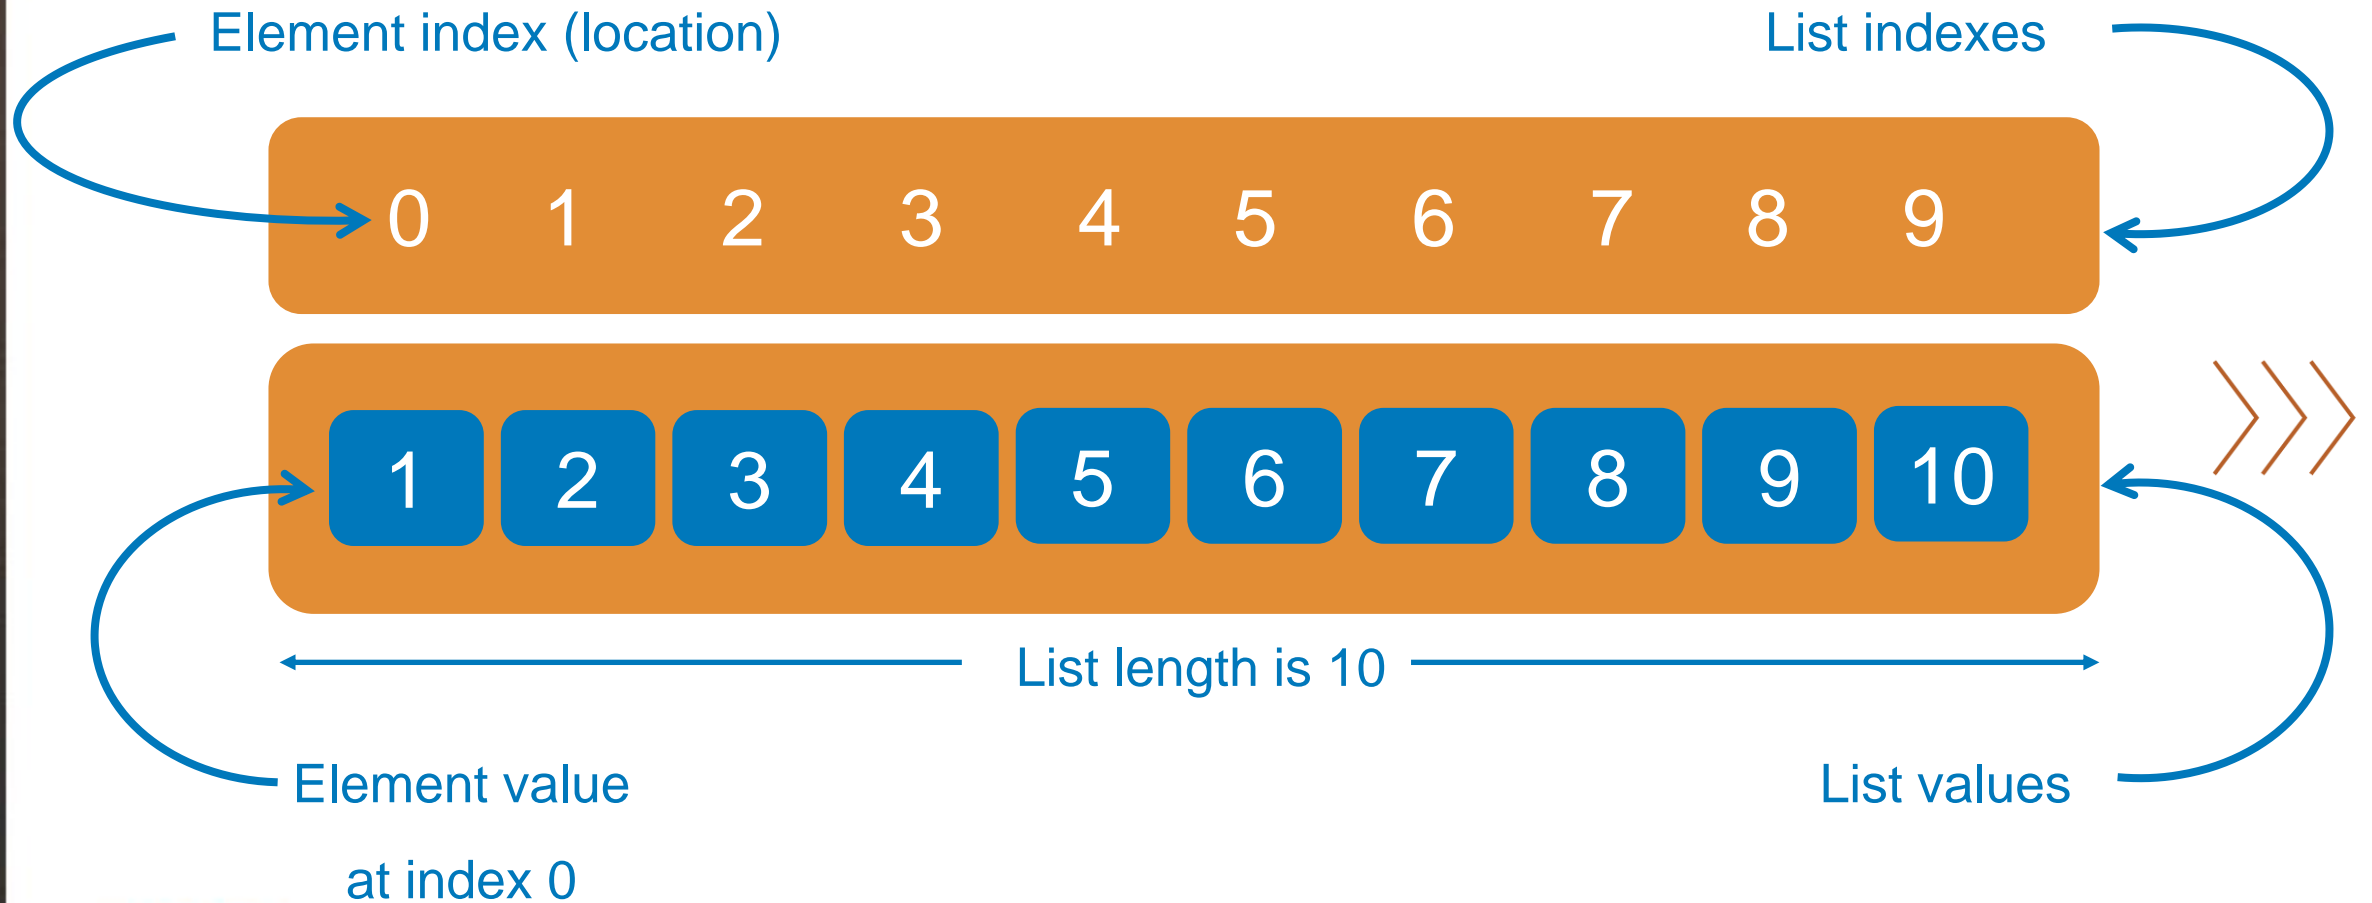 Element index (location)
List indexes
0 1 2 3 4 5 6 7 8 9
1 2 3 4 5 6 7 8 9 10
List length is 10
Element value
at index 0
List values